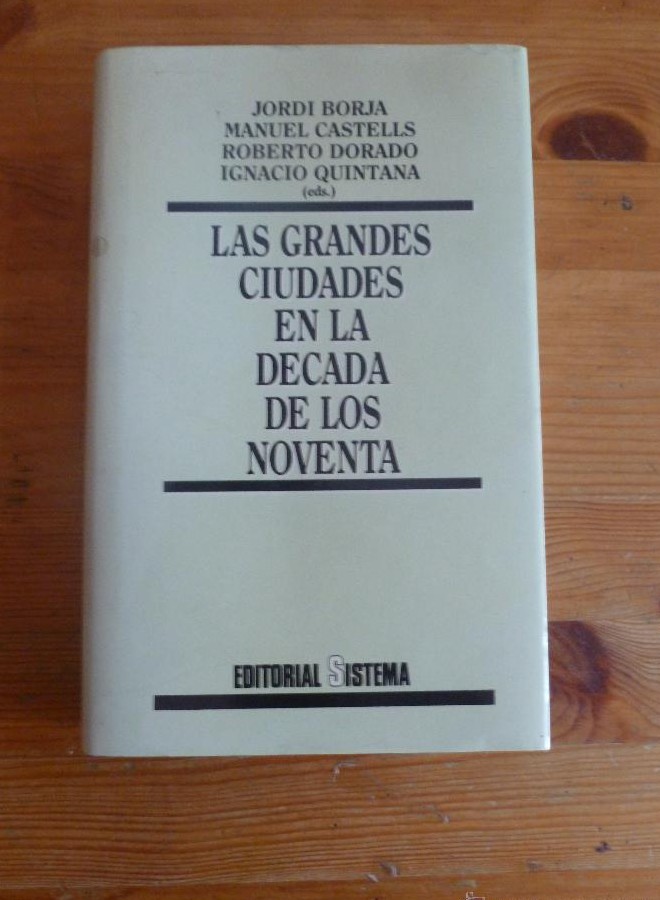 JORDI BORJA
MANUEL CASTELLS
ROBERTO DORADO
IGNACIO QUINTANA
(eds.)
LAS GRANDES
CIUDADES
EN LA
DECADA
DE LOS
NOVENTA
EDITORIAL SISTEMA